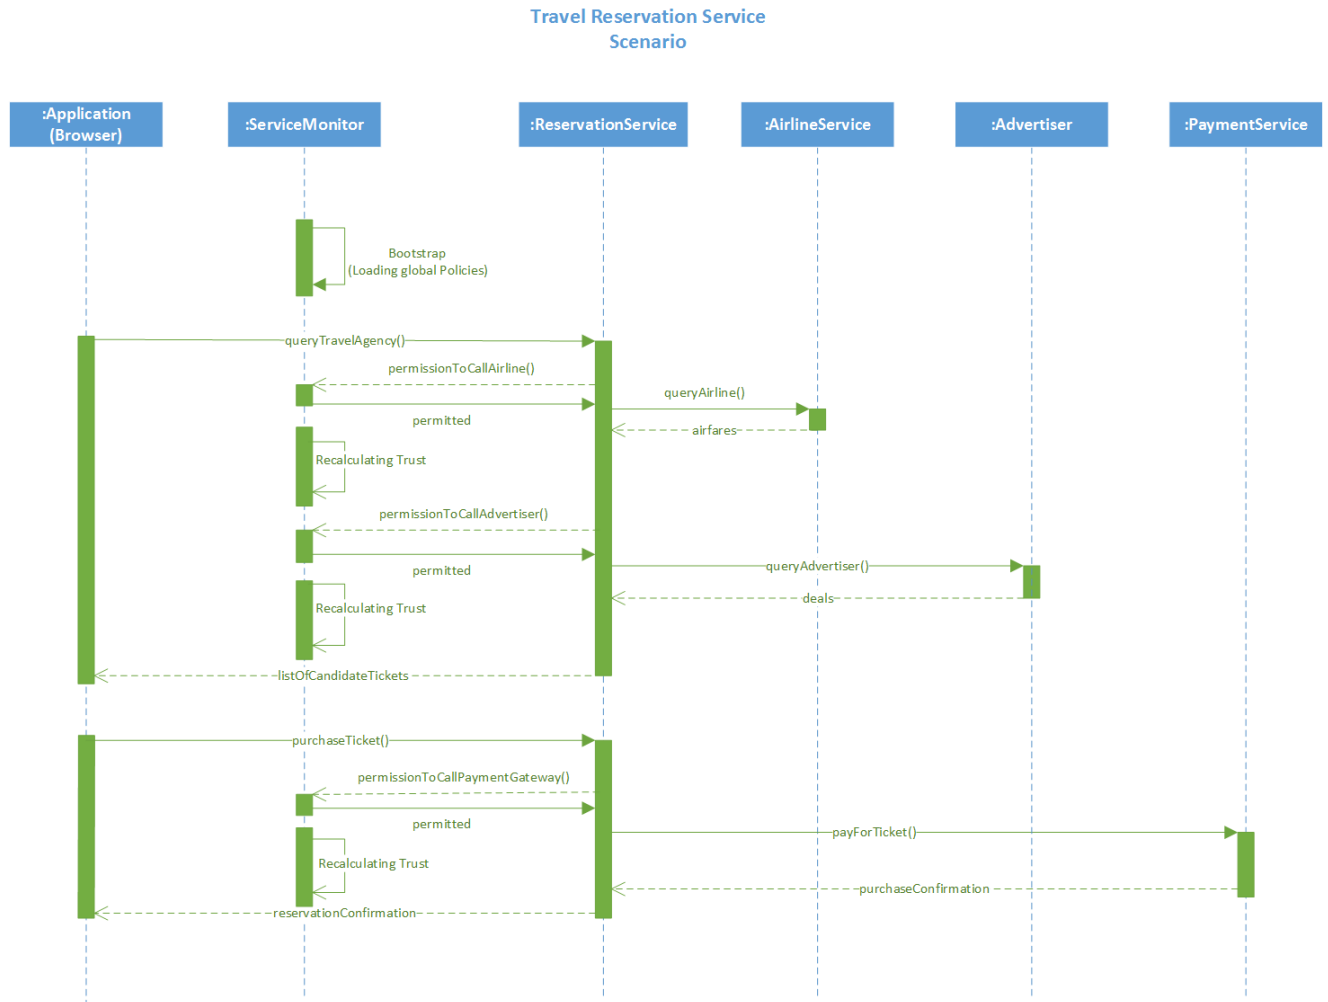 Travel Reservation Service
Scenario
:Application
(Browser)
:ServiceMonitor
:ReservationService
:AirlineService
:Advertiser
:PaymentService
Bootstrap
(Loading global Policies)
queryTravelAgency()
permissionToCallAirline()
queryAirline()
permitted
airfares
Recalculating Trust
permissionToCallAdvertiser()
queryAdvertiser()
permitted
deals
Recalculating Trust
listOfCandidateTickets
purchaseTicket()
permissionToCallPaymentGateway()
permitted
payForTicket()
Recalculating Trust
purchaseConfirmation
reservationConfirmation